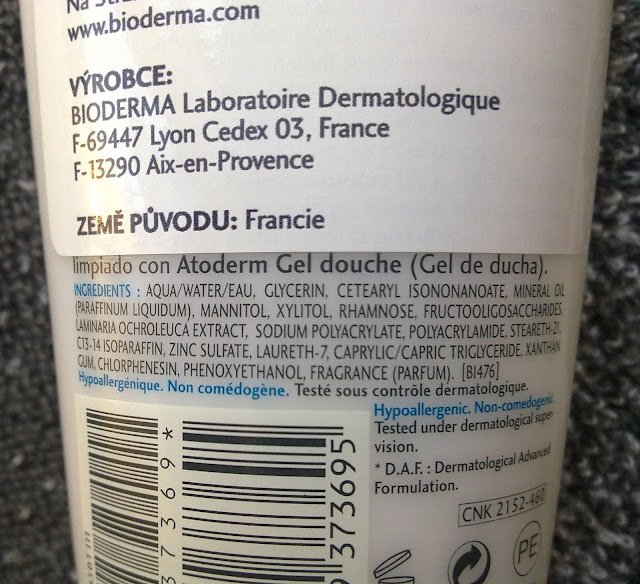 Na
www.bioderma.com
VÝROBCE:
BIODERMA Laboratoire Dermatologique
F-69447 Lyon Cedex 03, France
F-13290 Aix-en-Provence
ZEMĚ PŮVODU: Francie
limpiado con Atoderm Gel douche (Gel de ducha).
INGREDIENTS : AQUA/WATER/EAU, GLYCERIN, CETEARYL ISONONANOATE, MINERAL OIL
(PARAFFINUM LIQUIDUM), MANNITOL, XYLITOL, RHAMNOSE, FRUCTOOLIGOSACCHARIDES,
LAMINARIA OCHROLEUCA EXTRACT, SODIUM POLYACRYLATE, POLYACRYLAMIDE, STEARETH-21,
C13-14 ISOPARAFFIN, ZINC SULFATE, LAURETH-7, CAPRYLIC/CAPRIC TRIGLYCERIDE, XANTHAN
GUM, CHLORPHENESIN, PHENOXYETHANOL, FRAGRANCE (PARFUM). [BI476]
Hypoallergénique. Non comédogène. Testé sous contrôle dermatologique.
Hypoallergenic. Non-comedogenic.
Tested under dermatological super-
vision.
* D.A.F. : Dermatological Advanced
Formulation.
CNK 2152-460
PE
373695